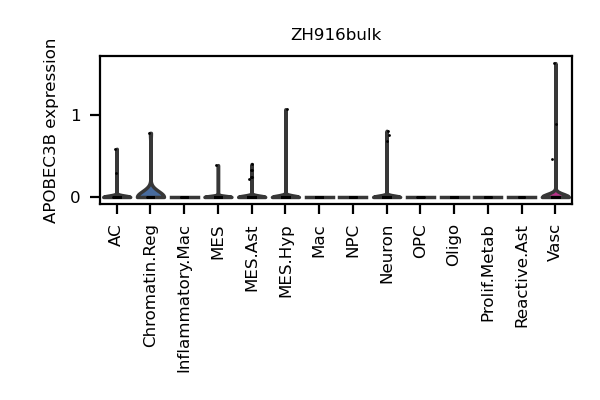 ZH916bulk
APOBEC3B expression
1
0
AC
Chromatin.Reg
Inflammatory.Mac
MES
MES.Ast
MES.Hyp
Mac
NPC
Neuron
OPC
Oligo
Prolif.Metab
Reactive.Ast
Vasc